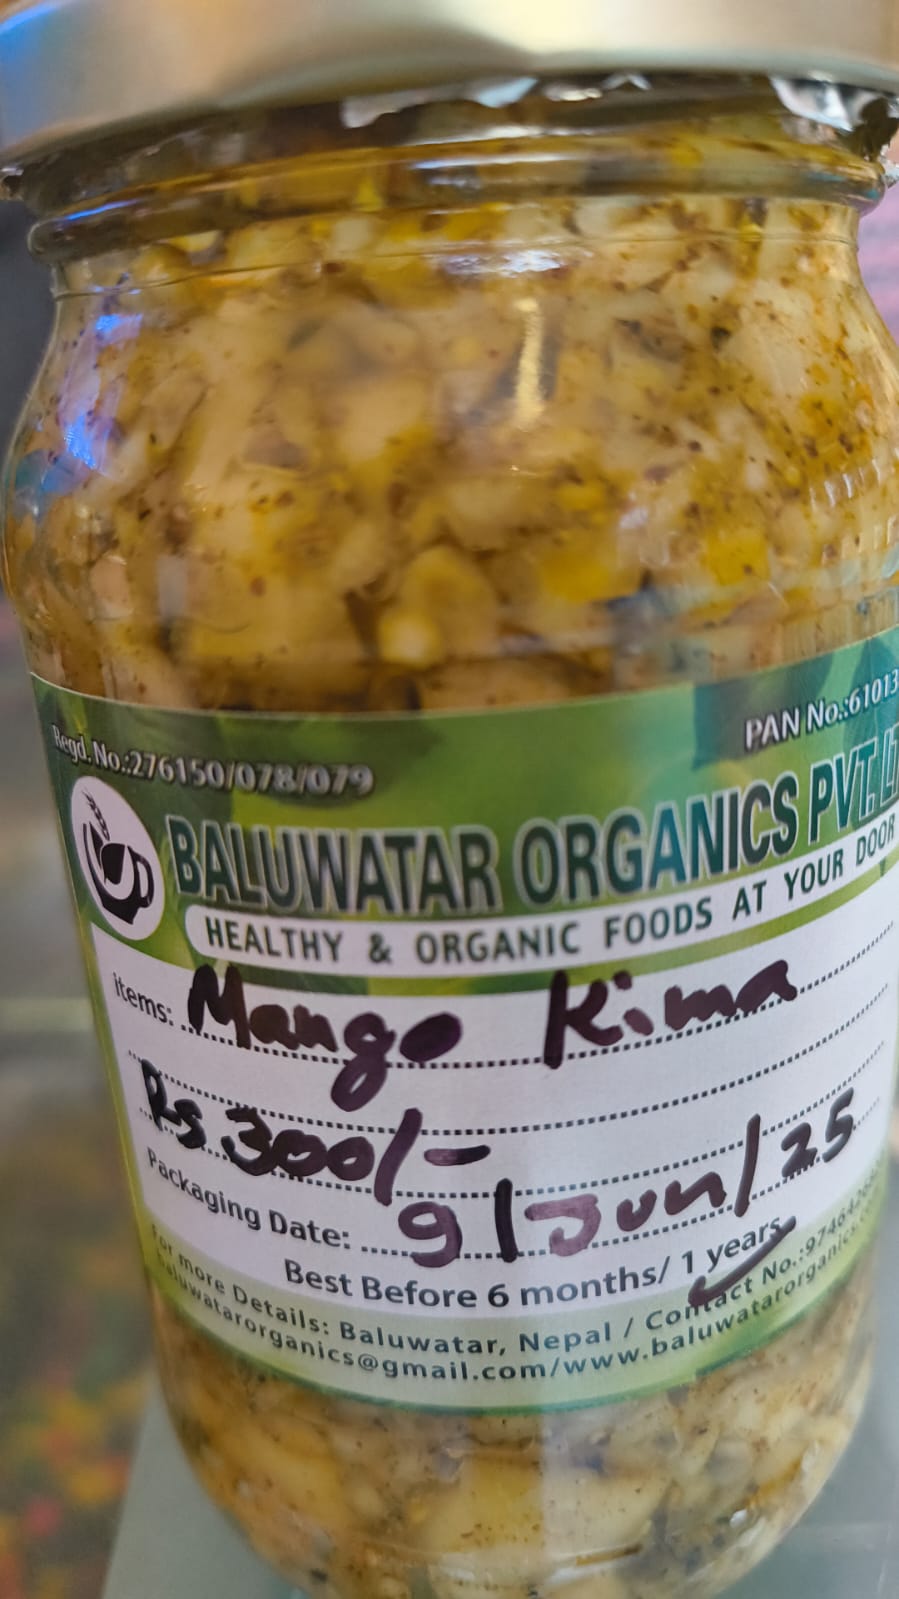 Regd. No.:276150/078/079
PAN No.:61013
BALUWATAR ORGANICS PVT. LT
HEALTHY & ORGANIC FOODS AT YOUR DOOR
items: Mango Kima
Rs 300/-
Packaging Date: 9/Jun/25
Best Before 6 months/ 1 years
For more Details: Baluwatar, Nepal / Contact No.:974642
baluwatarorganics@gmail.com/www.baluwatarorganics.